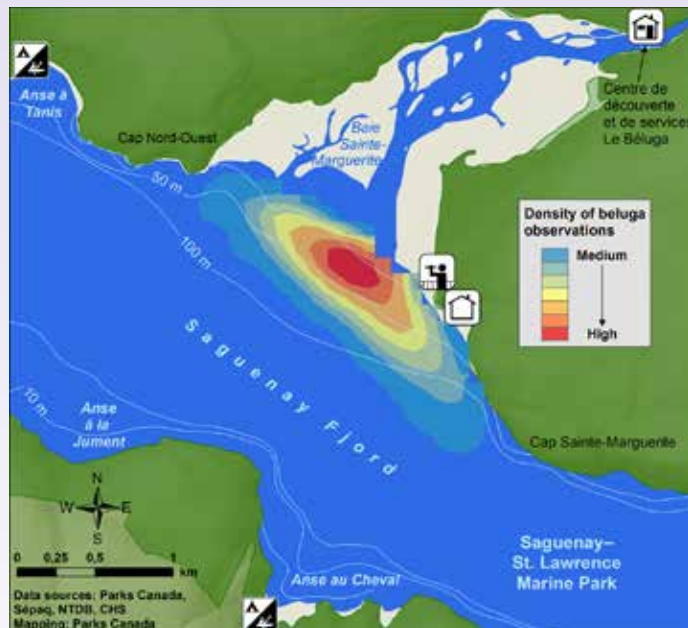 Anse à
Tanis
Cap Nord-Ouest
Baie
Sainte-
Marguerite
Centre de
découverte
et de services
Le Béluga
50 m
100 m
Density of beluga
observations
Medium
High
Saguenay Fjord
10 m
Anse
à la
Jument
Cap Sainte-Marguerite
N
W E
S
0 0,25 0,5 1
km
Anse au Cheval
Saguenay–
St. Lawrence
Marine Park
Data sources: Parks Canada,
Sépaq, NTDB, CHS
Mapping: Parks Canada